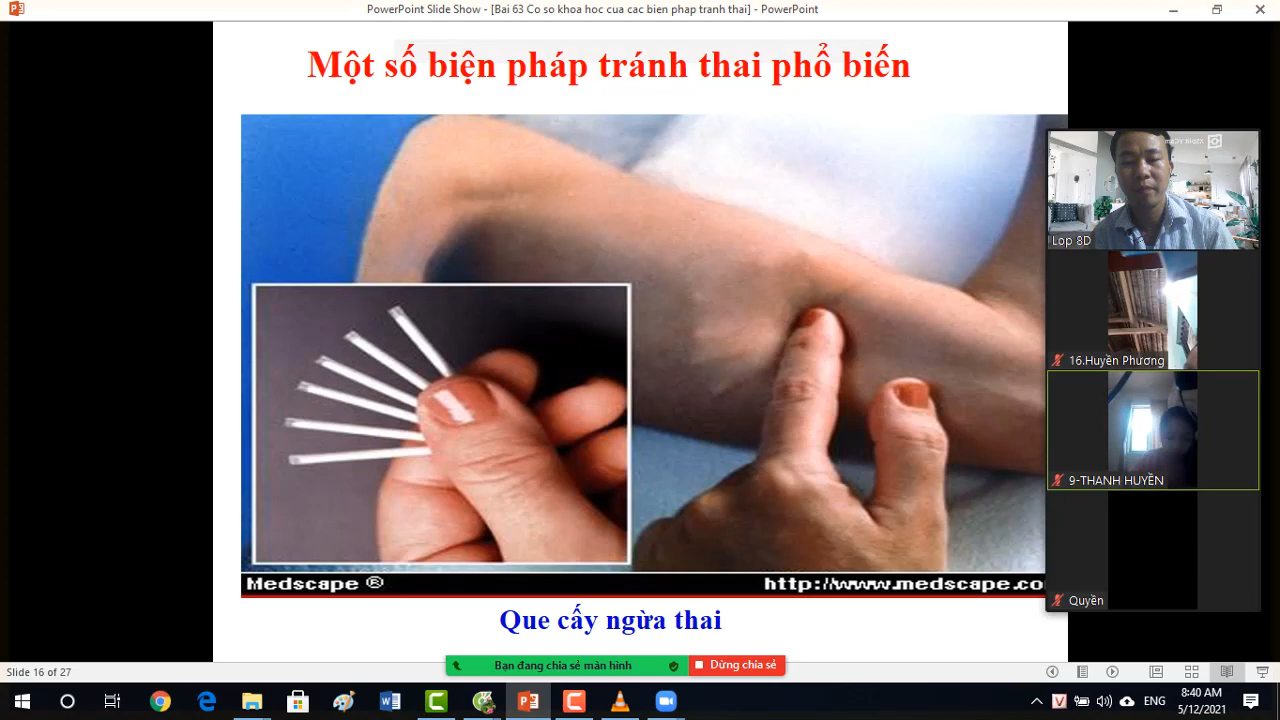 PowerPoint Slide Show - [Bai 63 Co so khoa hoc cua cac bien phap tranh thai] - PowerPoint
Một số biện pháp tránh thai phổ biến
Lop 8D
16.Huyền Phương
9-THANH HUYỀN
Quyền
Medscape ® http://www.medscape.co
Que cấy ngừa thai
Bạn đang chia sẻ màn hình Dừng chia sẻ
Slide 16 of 27
ENG
8:40 AM
5/12/2021